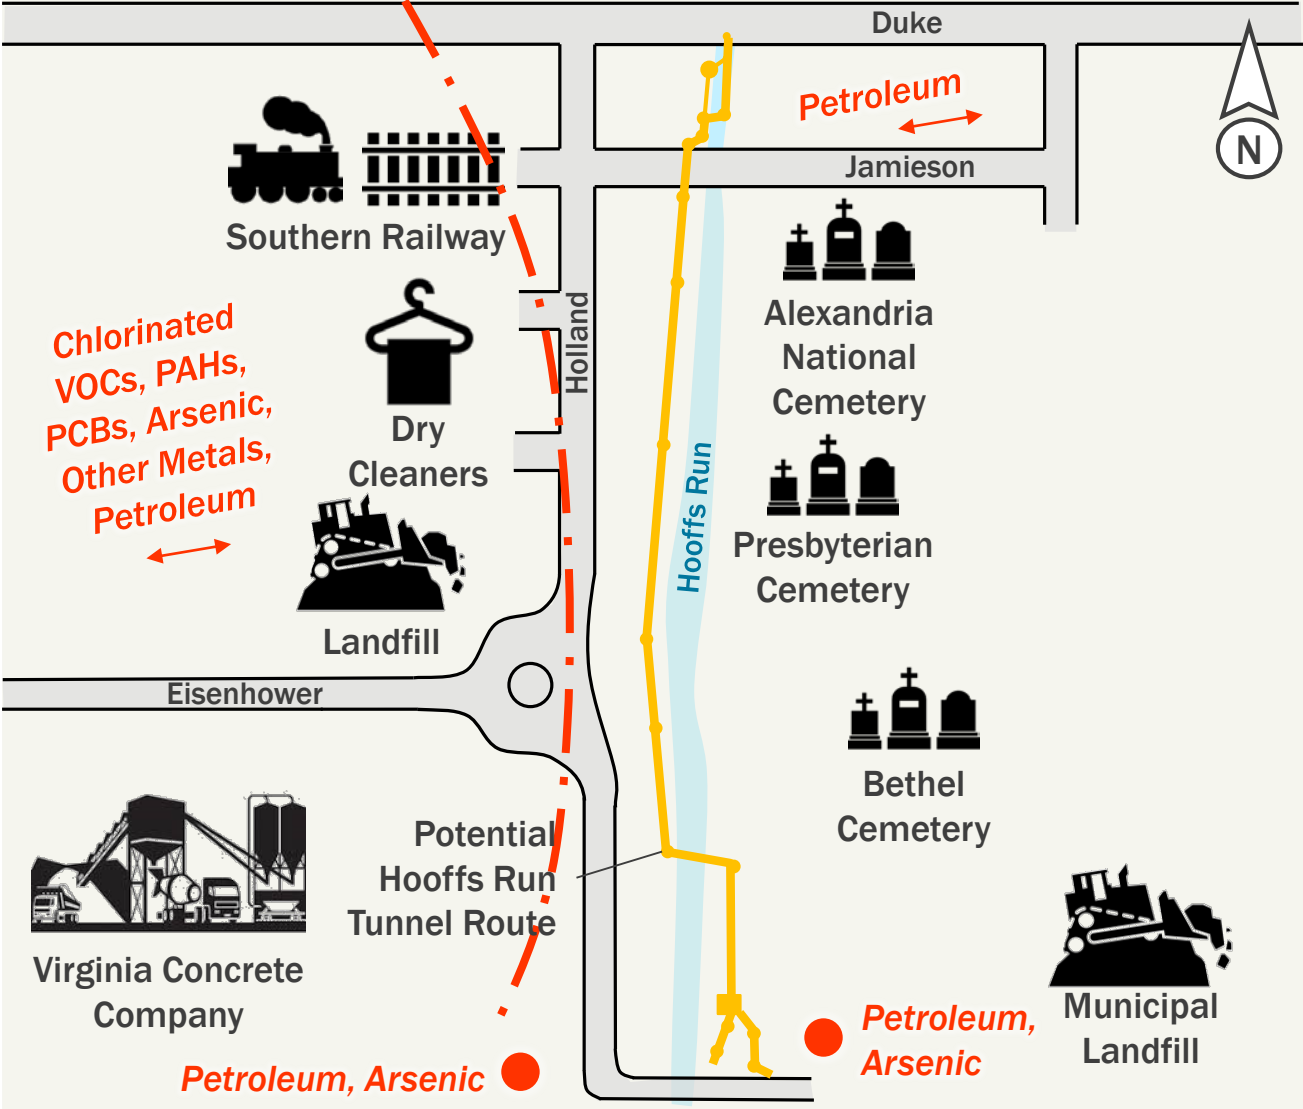 Duke
Petroleum
N
Jamieson
Southern Railway
Alexandria
National
Cemetery
Holland
Chlorinated
VOCs, PAHs,
PCBs, Arsenic,
Other Metals,
Petroleum
Dry
Cleaners
Hooffs Run
Presbyterian
Cemetery
Landfill
Eisenhower
Bethel
Cemetery
Potential
Hooffs Run
Tunnel Route
Virginia Concrete
Company
Municipal
Landfill
Petroleum,
Arsenic
Petroleum, Arsenic